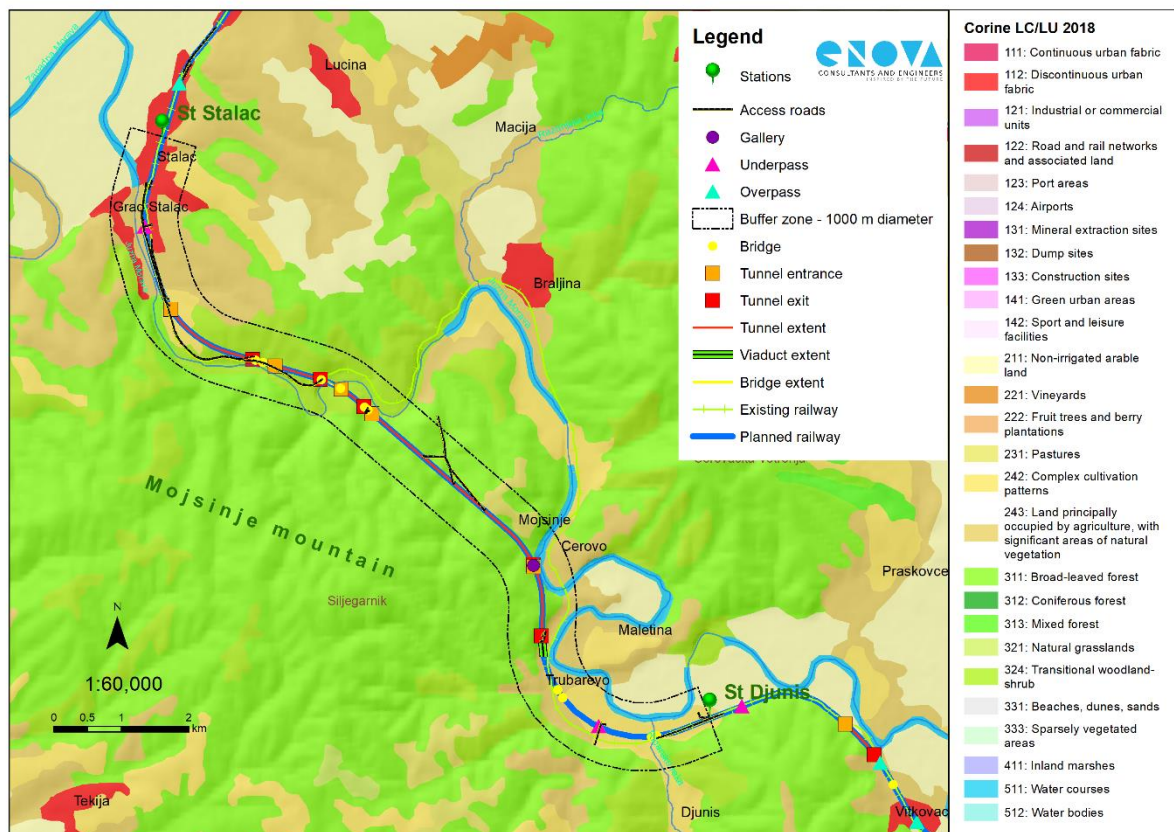 Zapadna Morava
Lucina
St Stalac
Stalac
Macija
Grad Stalac
Braljina
Mojsinje mountain
Mojsinje
Cerovo
Siljegarnik
Praskovce
Maletina
Trubarevo
St Djunis
Djunis
Tekija
Vitkovac
N
1:60,000
0 0.5 1 2
km
Legend
enova
CONSULTANTS AND ENGINEERS
INSPIRED BY THE FUTURE
Stations
Access roads
Gallery
Underpass
Overpass
Buffer zone - 1000 m diameter
Bridge
Tunnel entrance
Tunnel exit
Tunnel extent
Viaduct extent
Bridge extent
Existing railway
Planned railway
Corine LC/LU 2018
111: Continuous urban fabric
112: Discontinuous urban
fabric
121: Industrial or commercial
units
122: Road and rail networks
and associated land
123: Port areas
124: Airports
131: Mineral extraction sites
132: Dump sites
133: Construction sites
141: Green urban areas
142: Sport and leisure
facilities
211: Non-irrigated arable
land
221: Vineyards
222: Fruit trees and berry
plantations
231: Pastures
242: Complex cultivation
patterns
243: Land principally
occupied by agriculture, with
significant areas of natural
vegetation
311: Broad-leaved forest
312: Coniferous forest
313: Mixed forest
321: Natural grasslands
324: Transitional woodland-
shrub
331: Beaches, dunes, sands
333: Sparsely vegetated
areas
411: Inland marshes
511: Water courses
512: Water bodies